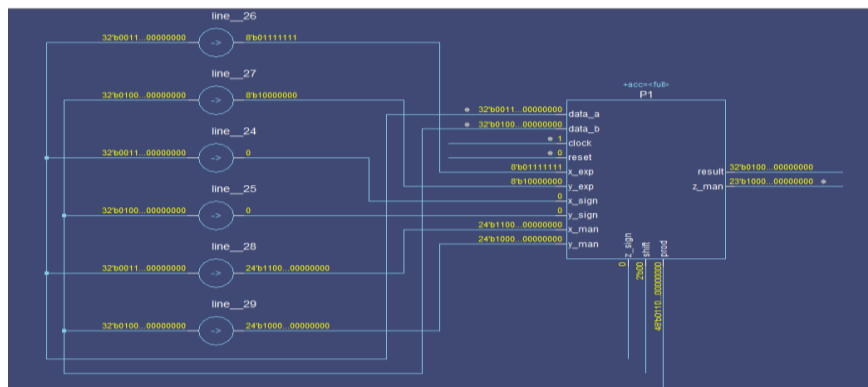 line__26
32'b0011...00000000 -> 8'b01111111
line__27
32'b0100...00000000 -> 8'b10000000
line__24
32'b0011...00000000 -> 0
line__25
32'b0100...00000000 -> 0
line__28
32'b0011...00000000 -> 24'b1100...00000000
line__29
32'b0100...00000000 -> 24'b1000...00000000
+acc=<full>
P1
32'b0011...00000000 data_a
32'b0100...00000000 data_b
1 clock
0 reset
8'b01111111 x_exp
8'b10000000 y_exp
0 x_sign
0 y_sign
24'b1100...00000000 x_man
24'b1000...00000000 y_man
result 32'b0100...00000000
z_man 23'b1000...00000000
z_sign 0
shift 2'b00
prod 48'b0110...00000000